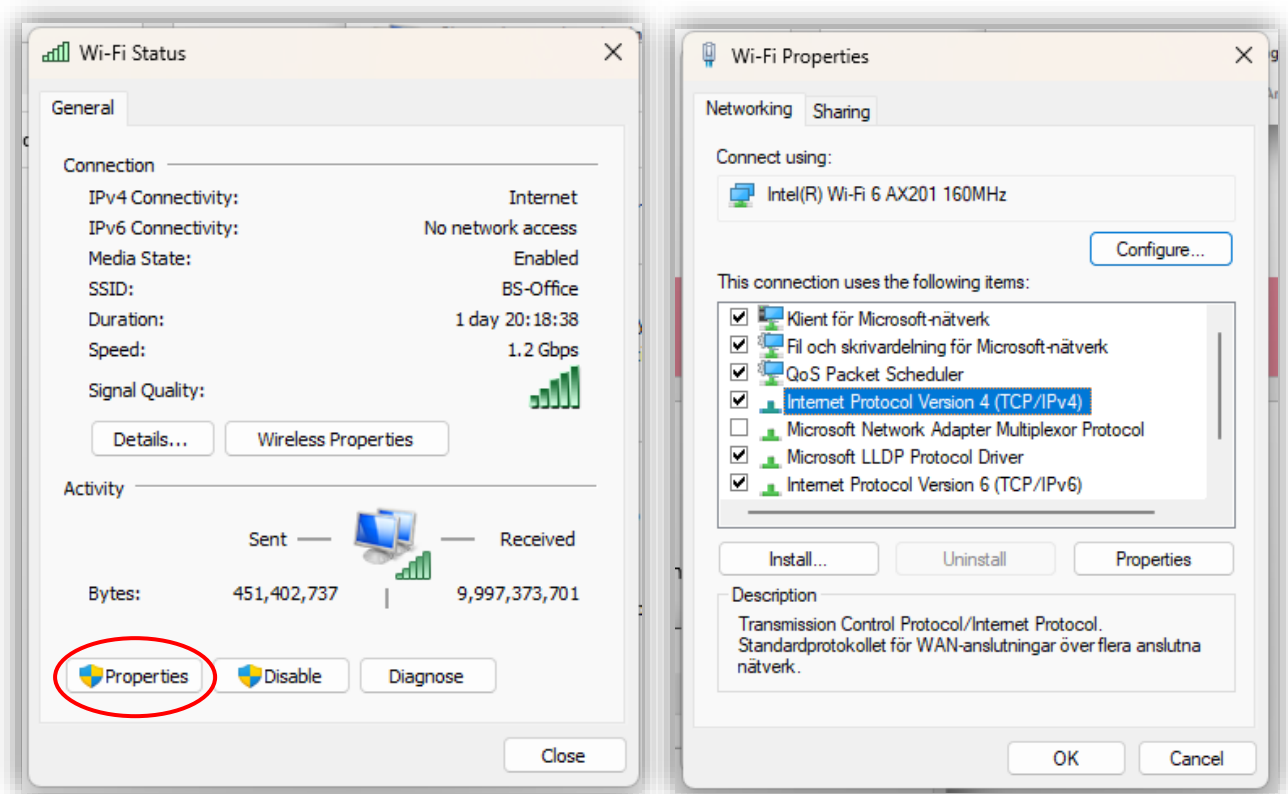 Wi-Fi Status
General
Connection
IPv4 Connectivity: Internet
IPv6 Connectivity: No network access
Media State: Enabled
SSID: BS-Office
Duration: 1 day 20:18:38
Speed: 1.2 Gbps
Signal Quality:
Details... Wireless Properties
Activity
Sent Received
Bytes: 451,402,737 9,997,373,701
Properties Disable Diagnose
Close
Wi-Fi Properties
Networking Sharing
Connect using:
Intel(R) Wi-Fi 6 AX201 160MHz
Configure...
This connection uses the following items:
Klient för Microsoft-nätverk
Fil och skrivardelning för Microsoft-nätverk
QoS Packet Scheduler
Internet Protocol Version 4 (TCP/IPv4)
Microsoft Network Adapter Multiplexor Protocol
Microsoft LLDP Protocol Driver
Internet Protocol Version 6 (TCP/IPv6)
Install... Uninstall Properties
Description
Transmission Control Protocol/Internet Protocol.
Standardprotokollet för WAN-anslutningar över flera anslutna
nätverk.
OK Cancel